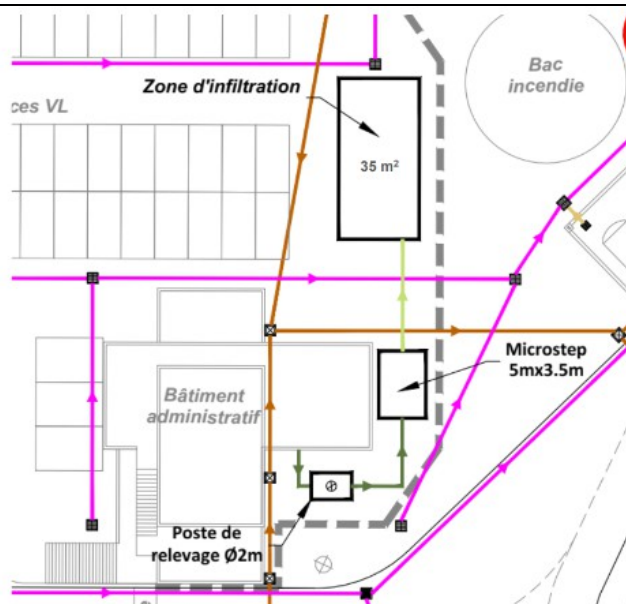 Zone d'infiltration
Bac
incendie
ces VL
35 m²
Microstep
5mx3.5m
Bâtiment
administratif
Poste de
relevage Ø2m